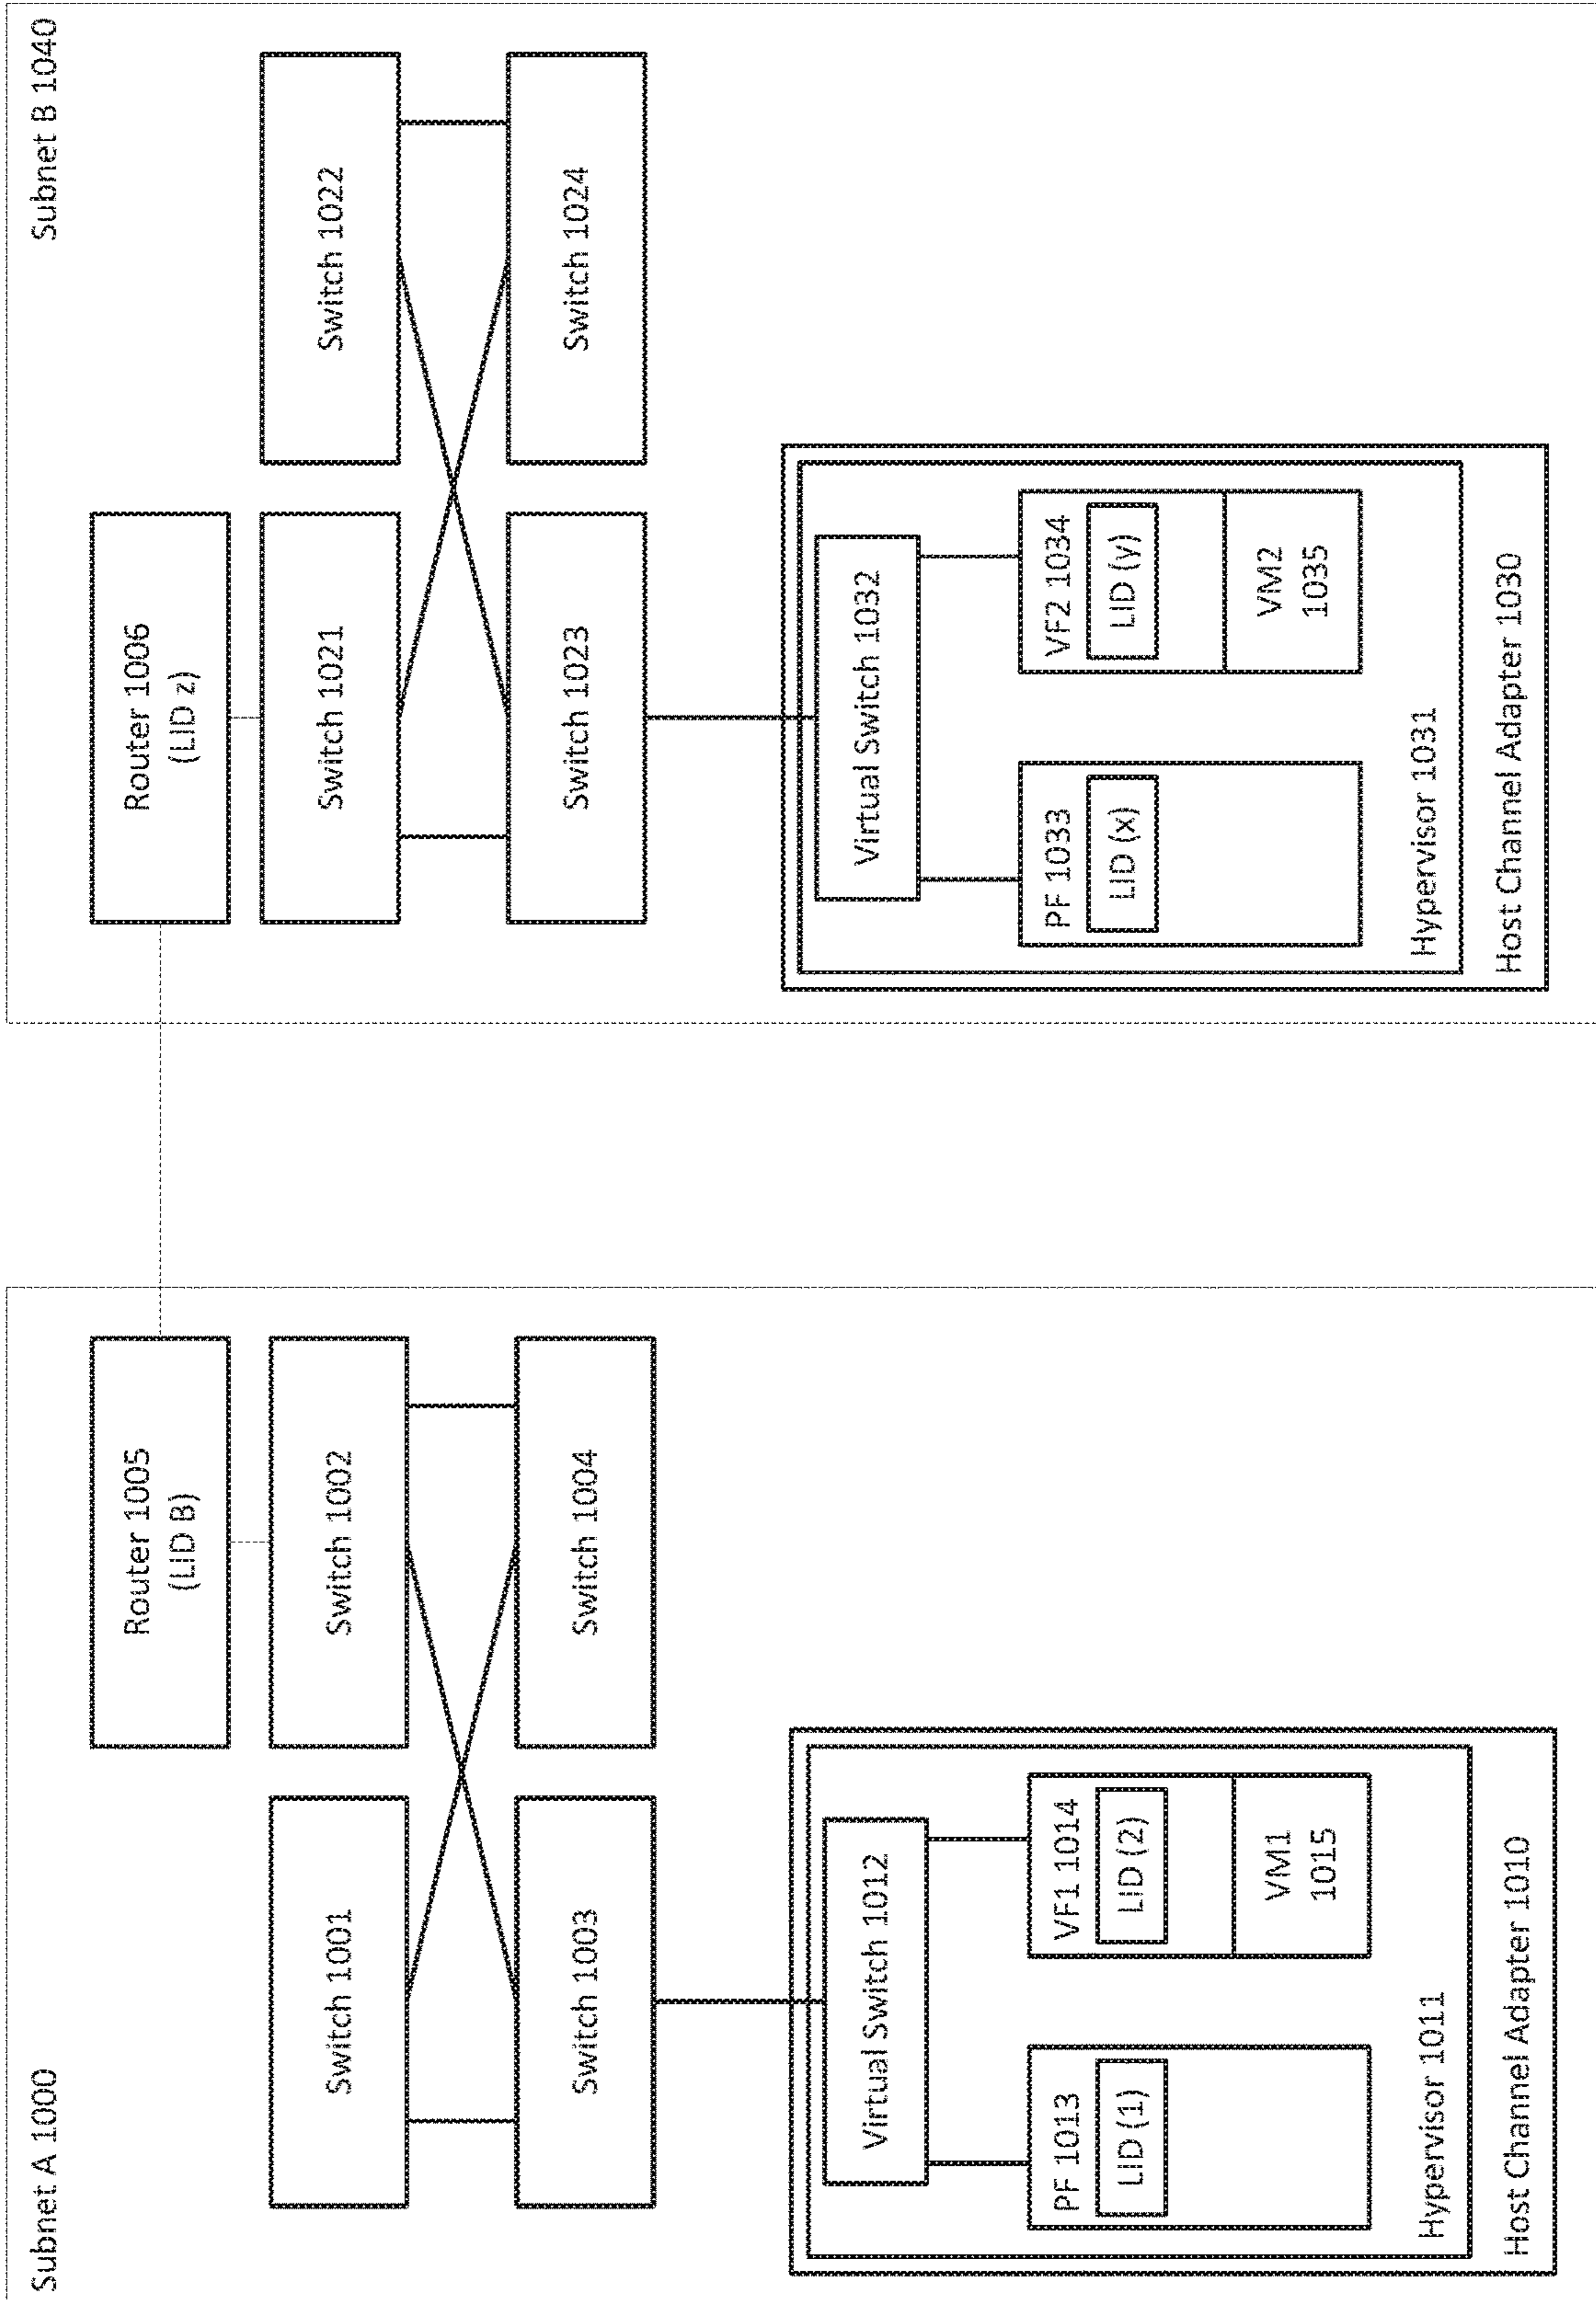 Subnet A 1000
Router 1005
(LID B)
Switch 1001
Switch 1002
Switch 1003
Switch 1004
Virtual Switch 1012
PF 1013
LID (1)
VF1 1014
LID (2)
VM1
1015
Hypervisor 1011
Host Channel Adapter 1010
Subnet B 1040
Router 1006
(LID z)
Switch 1021
Switch 1022
Switch 1023
Switch 1024
Virtual Switch 1032
PF 1033
LID (x)
VF2 1034
LID (y)
VM2
1035
Hypervisor 1031
Host Channel Adapter 1030